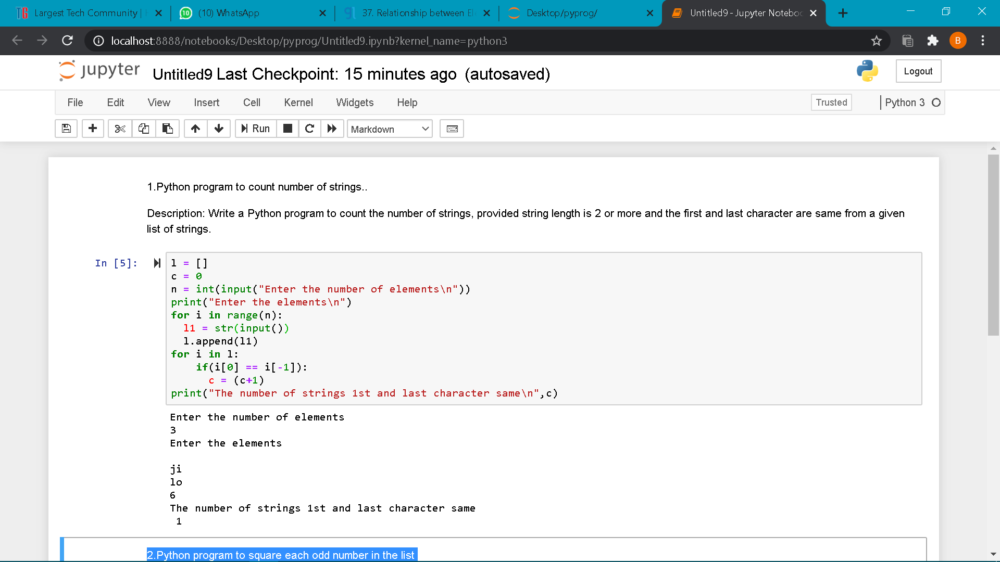 Largest Tech Community |
(10) WhatsApp
37. Relationship between El
Desktop/pyprog/
Untitled9 - Jupyter Noteboo
localhost:8888/notebooks/Desktop/pyprog/Untitled9.ipynb?kernel_name=python3
B
jupyter
Untitled9 Last Checkpoint: 15 minutes ago (autosaved)
Logout
File Edit View Insert Cell Kernel Widgets Help
Trusted
Python 3
Run
Markdown
1.Python program to count number of strings..
Description: Write a Python program to count the number of strings, provided string length is 2 or more and the first and last character are same from a given
list of strings.
In [5]:
l = []
c = 0
n = int(input("Enter the number of elements\n"))
print("Enter the elements\n")
for i in range(n):
  l1 = str(input())
  l.append(l1)
for i in l:
    if(i[0] == i[-1]):
      c = (c+1)
print("The number of strings 1st and last character same\n",c)
Enter the number of elements
3
Enter the elements
ji
lo
6
The number of strings 1st and last character same
 1
2.Python program to square each odd number in the list